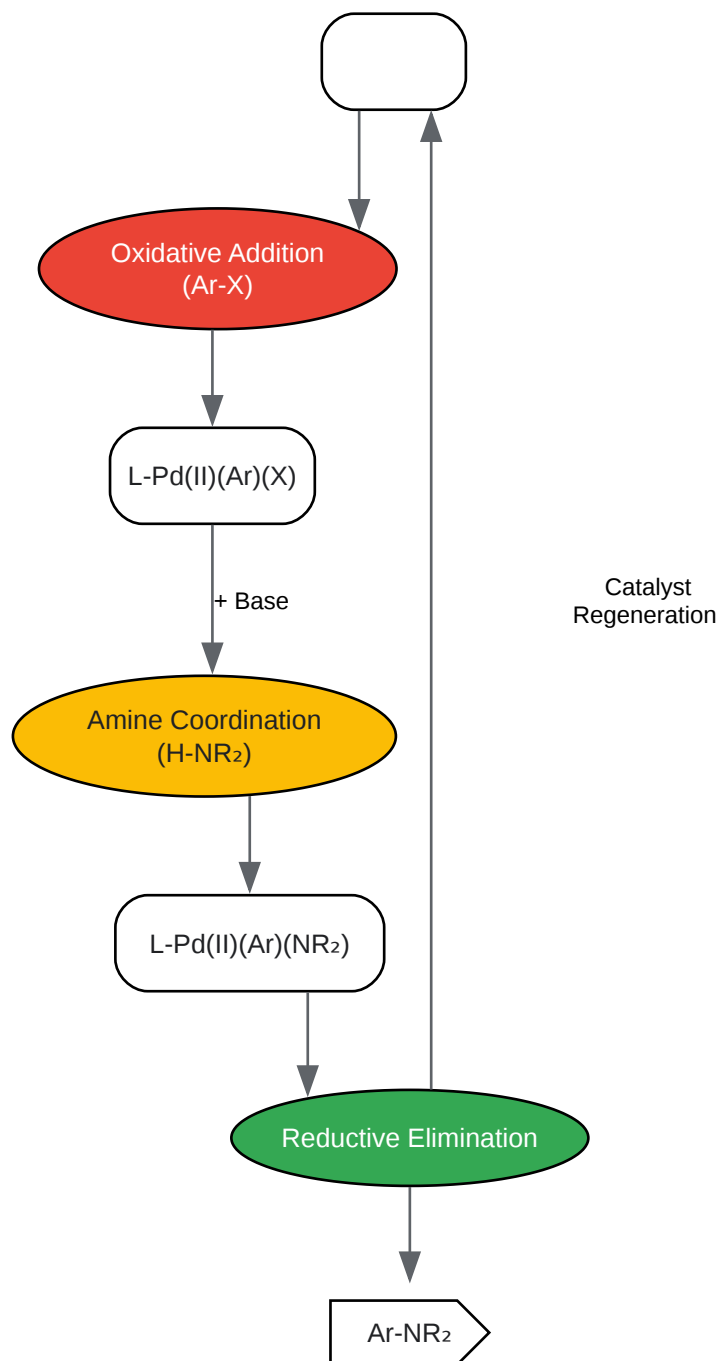 Oxidative Addition
(Ar-X)
L-Pd(II)(Ar)(X)
+ Base
Catalyst
Regeneration
Amine Coordination
(H-NR₂)
L-Pd(II)(Ar)(NR₂)
Reductive Elimination
Ar-NR₂